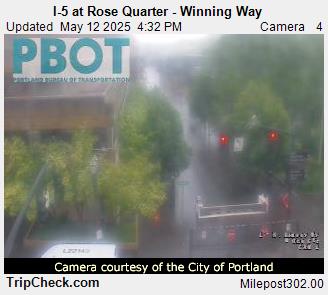 I-5 at Rose Quarter - Winning Way
Updated May 12 2025 4:32 PM Camera 4
PBOT
PORTLAND BUREAU OF TRANSPORTATION
Camera courtesy of the City of Portland
TripCheck.com Milepost302.00